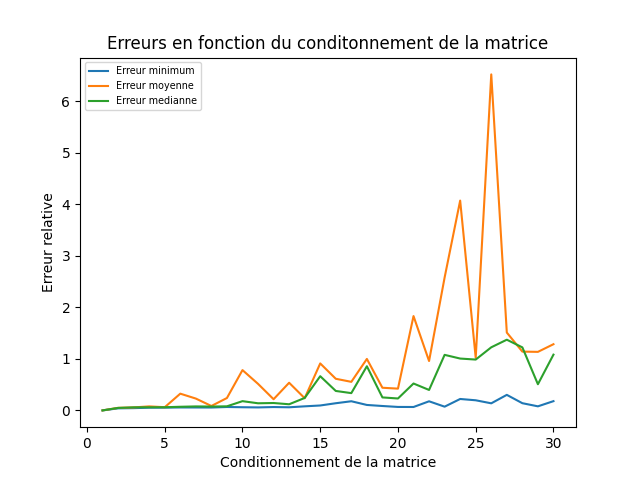 Erreurs en fonction du conditonnement de la matrice
Erreur minimum
Erreur moyenne
Erreur medianne
Erreur relative
6
5
4
3
2
1
0
0 5 10 15 20 25 30
Conditionnement de la matrice